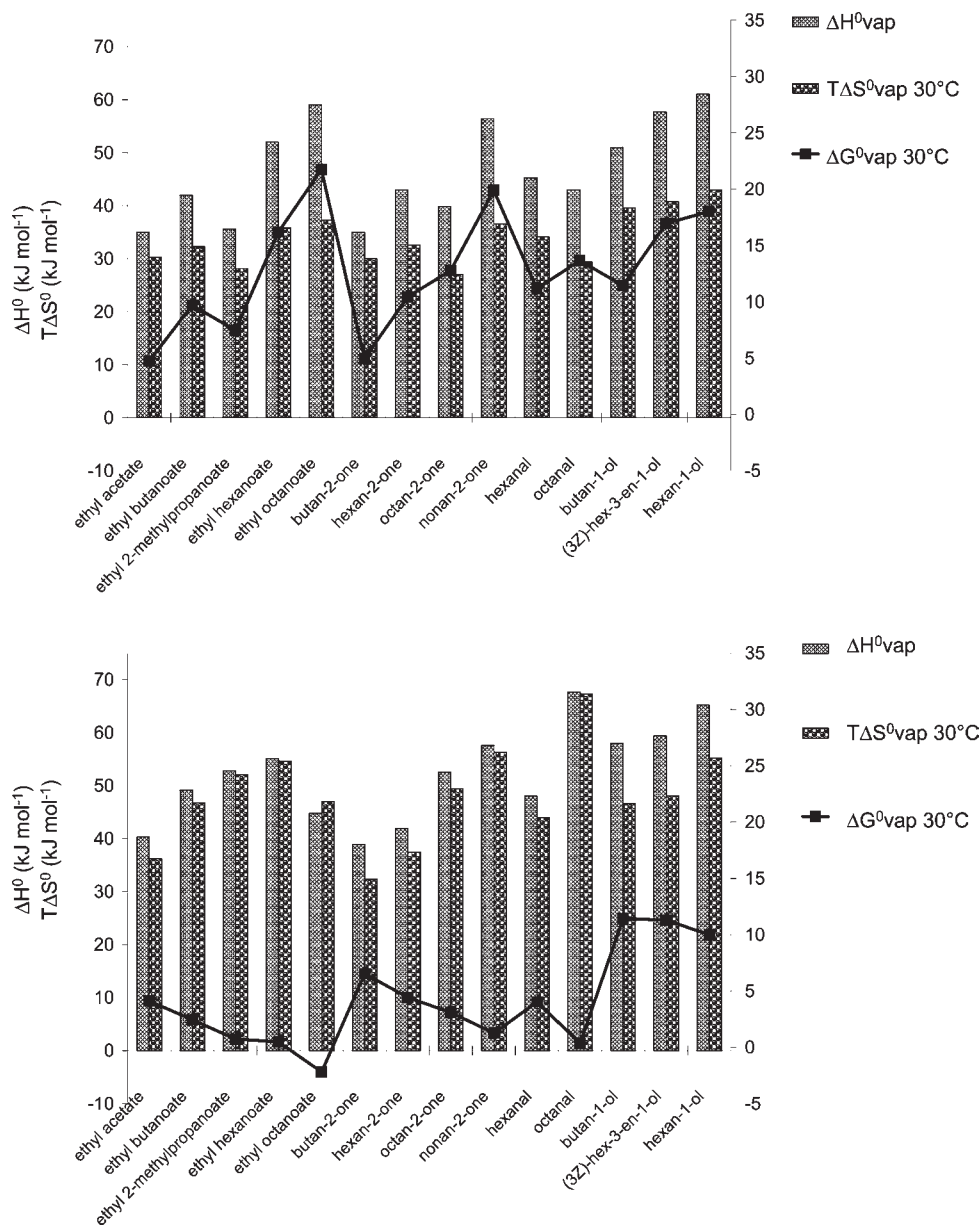 70
60
50
40
30
20
10
0
-10
ΔH⁰ (kJ mol⁻¹)
TΔS⁰ (kJ mol⁻¹)
35
30
25
20
15
10
5
0
-5
ΔH⁰vap
TΔS⁰vap 30°C
ΔG⁰vap 30°C
ethyl acetate
ethyl butanoate
ethyl 2-methylpropanoate
ethyl hexanoate
ethyl octanoate
butan-2-one
hexan-2-one
octan-2-one
nonan-2-one
hexanal
octanal
butan-1-ol
(3Z)-hex-3-en-1-ol
hexan-1-ol
70
60
50
40
30
20
10
0
-10
ΔH⁰ (kJ mol⁻¹)
TΔS⁰ (kJ mol⁻¹)
35
30
25
20
15
10
5
0
-5
ΔH⁰vap
TΔS⁰vap 30°C
ΔG⁰vap 30°C
ethyl acetate
ethyl butanoate
ethyl 2-methylpropanoate
ethyl hexanoate
ethyl octanoate
butan-2-one
hexan-2-one
octan-2-one
nonan-2-one
hexanal
octanal
butan-1-ol
(3Z)-hex-3-en-1-ol
hexan-1-ol